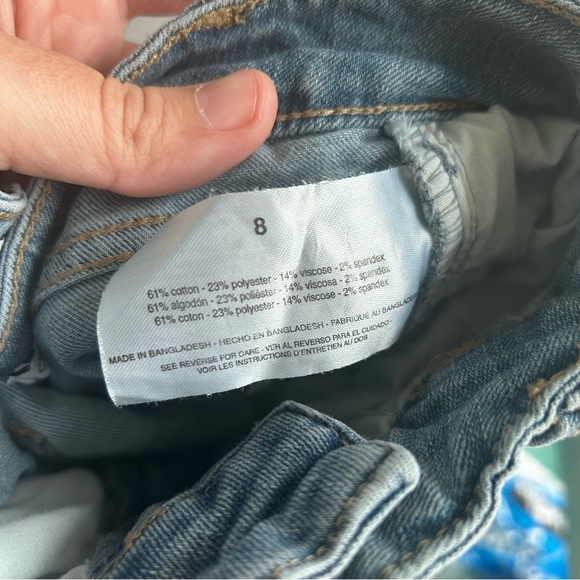 8
61% cotton - 23% polyester - 14% viscose - 2% spandex
61% algodón - 23% poliéster - 14% viscosa - 2% spandex
61% coton - 23% polyester - 14% viscose - 2% spandex
MADE IN BANGLADESH - HECHO EN BANGLADESH - FABRIQUÉ AU BANGLADESH
SEE REVERSE FOR CARE - VER AL REVERSO PARA EL CUIDADO -
VOIR LES INSTRUCTIONS D'ENTRETIEN AU DOS